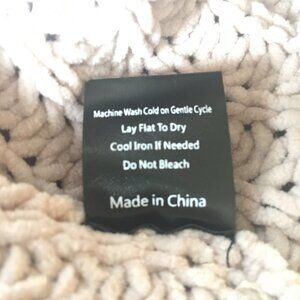 Machine Wash Cold on Gentle Cycle
Lay Flat To Dry
Cool Iron If Needed
Do Not Bleach
Made in China